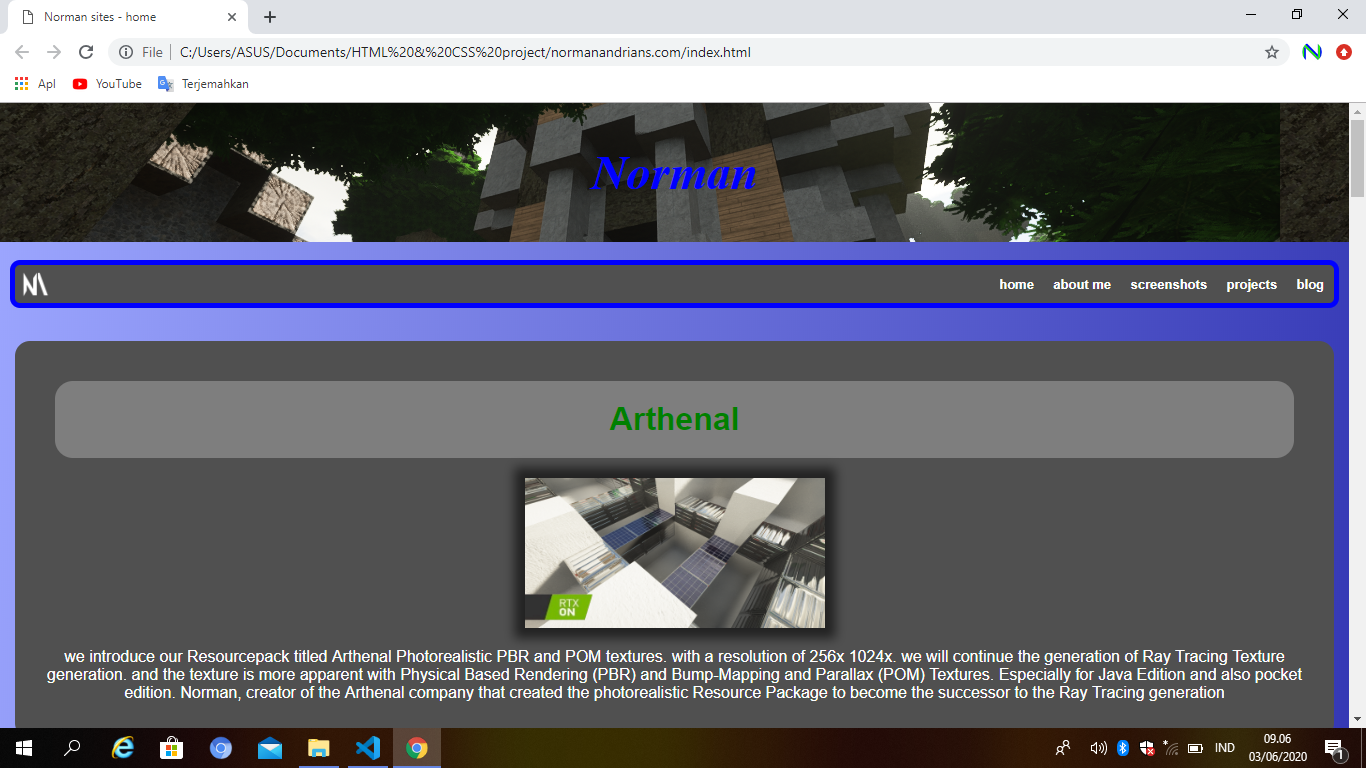 Norman sites - home
File
C:/Users/ASUS/Documents/HTML%20&%20CSS%20project/normanandrians.com/index.html
Apl YouTube Terjemahkan
Norman
home about me screenshots projects blog
Arthenal
RTX
ON
we introduce our Resourcepack titled Arthenal Photorealistic PBR and POM textures. with a resolution of 256x 1024x. we will continue the generation of Ray Tracing Texture
generation. and the texture is more apparent with Physical Based Rendering (PBR) and Bump-Mapping and Parallax (POM) Textures. Especially for Java Edition and also pocket
edition. Norman, creator of the Arthenal company that created the photorealistic Resource Package to become the successor to the Ray Tracing generation
IND
09.06
03/06/2020
1